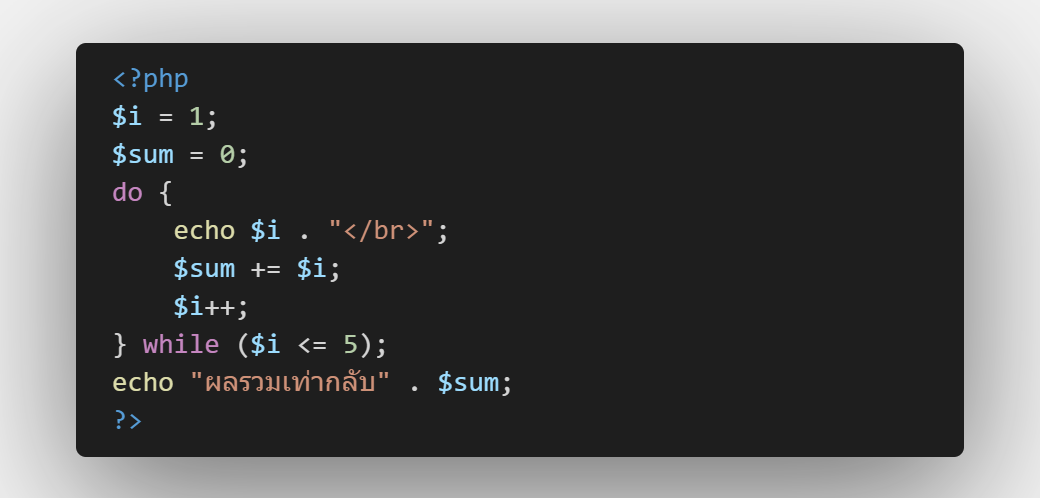 <?php
$i = 1;
$sum = 0;
do {
    echo $i . "</br>";
    $sum += $i;
    $i++;
} while ($i <= 5);
echo "ผลรวมเท่ากลับ" . $sum;
?>